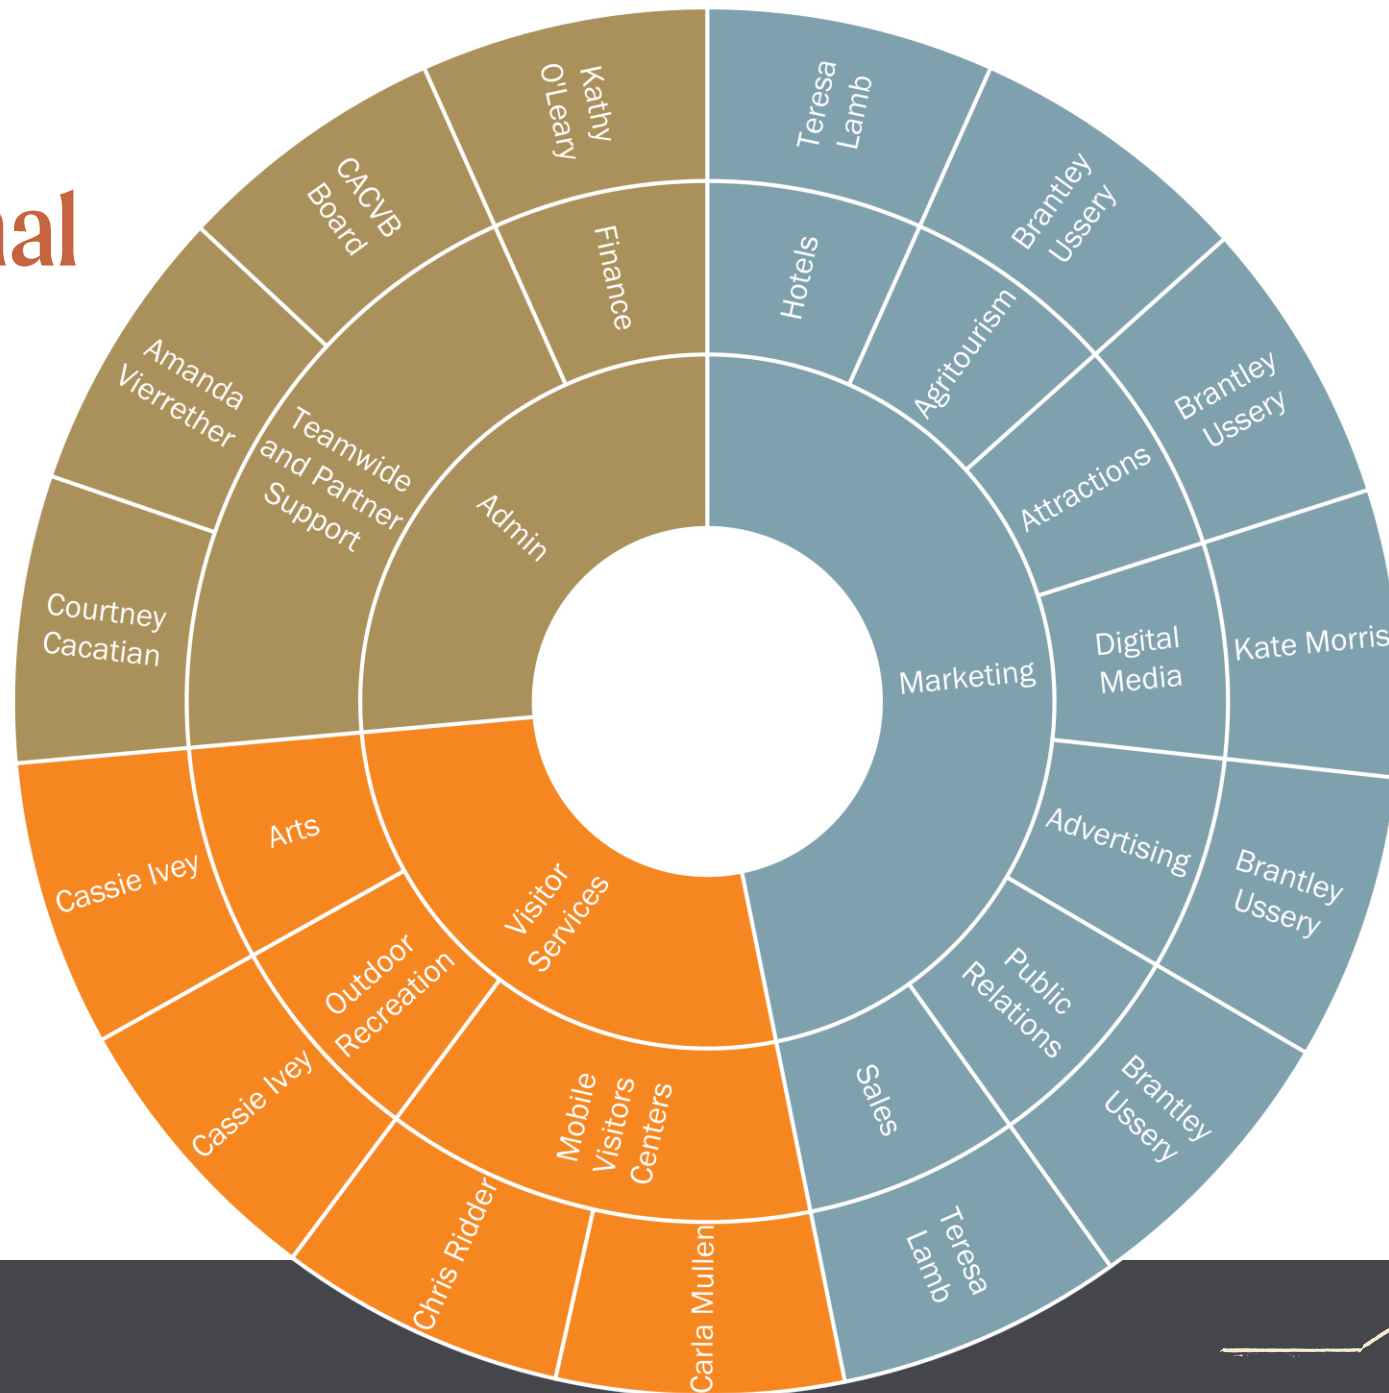 nal
Kathy
O'Leary
Teresa
Lamb
CACVB
Board
Brantley
Ussery
Finance
Hotels
Amanda
Vierrether
Teamwide
and Partner
Support
Admin
Agritourism
Attractions
Brantley
Ussery
Courtney
Cacatian
Marketing
Digital
Media
Kate Morris
Cassie Ivey
Arts
Visitor
Services
Advertising
Brantley
Ussery
Outdoor
Recreation
Public
Relations
Cassie Ivey
Mobile
Visitors
Centers
Sales
Brantley
Ussery
Chris Ridder
Carla Mullen
Teresa
Lamb